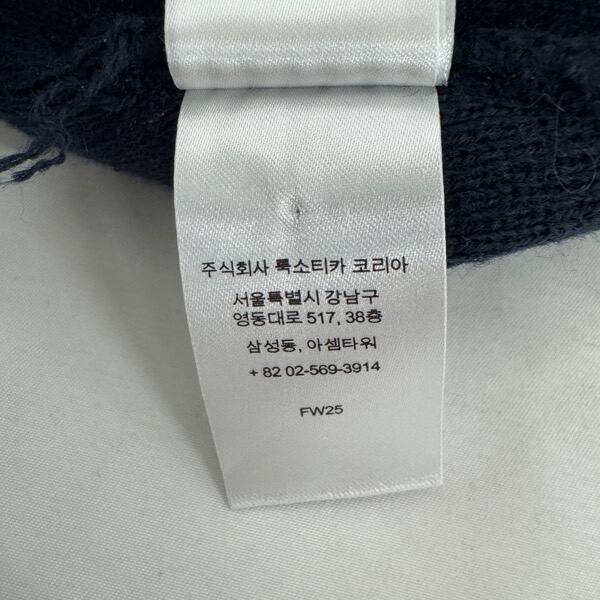 주식회사 룩소티카 코리아
서울특별시 강남구
영동대로 517, 38층
삼성동, 아셈타워
+ 82 02-569-3914
FW25